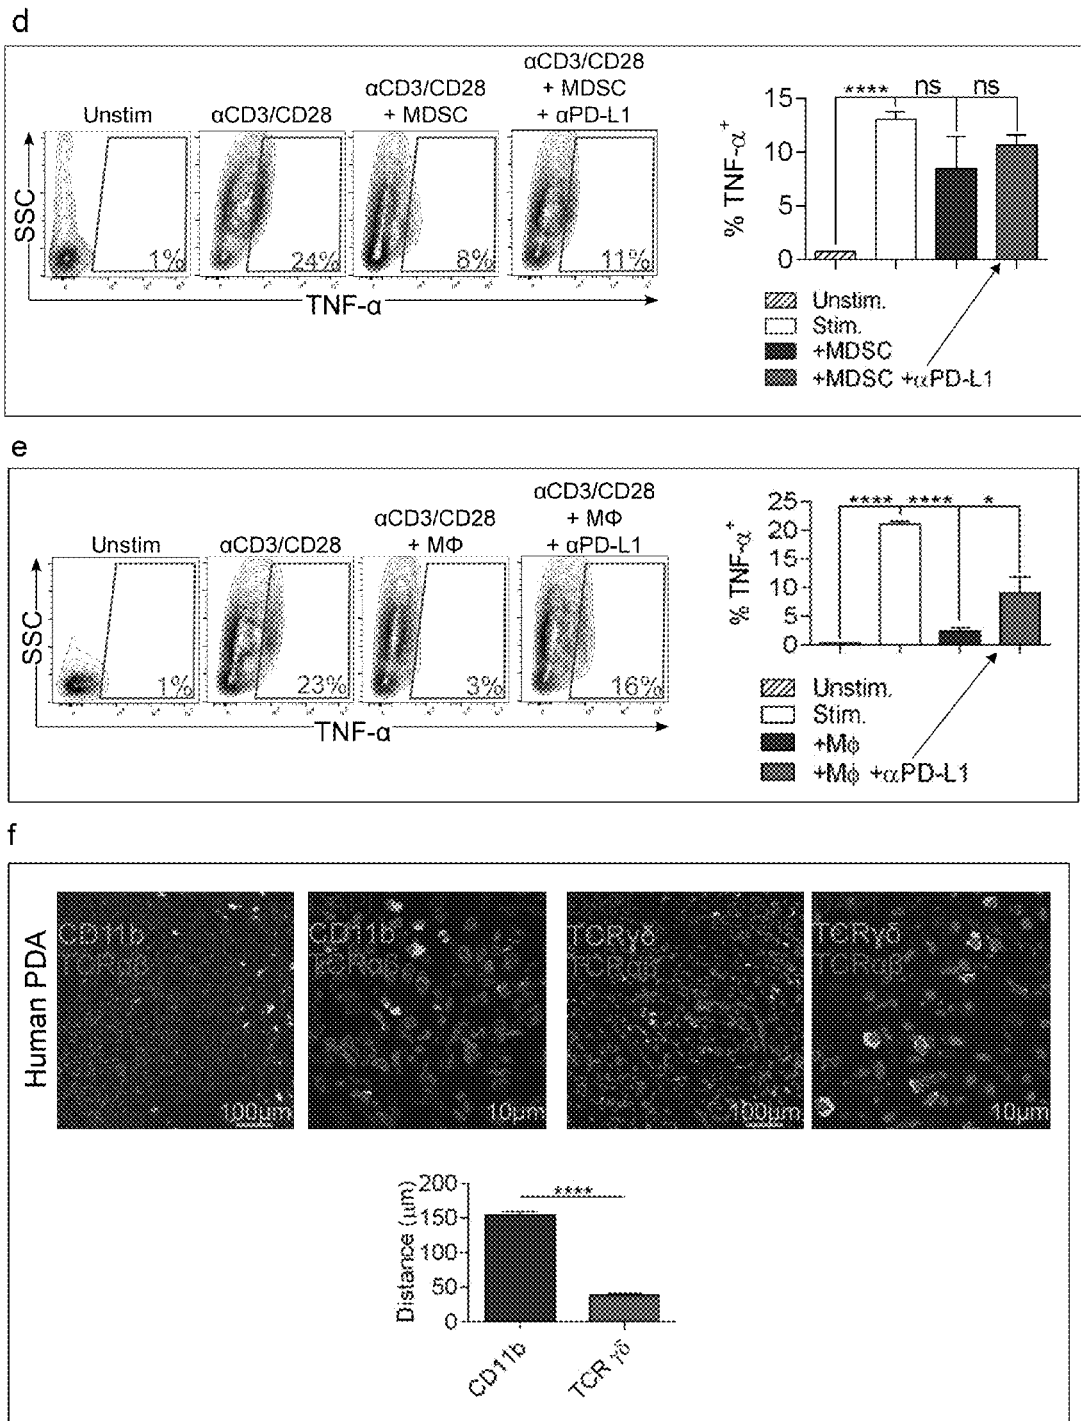 d
Unstim
αCD3/CD28
αCD3/CD28
+ MDSC
αCD3/CD28
+ MDSC
+ αPD-L1
SSC
1%
24%
8%
11%
TNF-α
% TNF-α+
15
10
5
0
****
ns
ns
Unstim.
Stim.
+MDSC
+MDSC +αPD-L1
e
Unstim
αCD3/CD28
αCD3/CD28
+ MΦ
αCD3/CD28
+ MΦ
+ αPD-L1
SSC
1%
23%
3%
16%
TNF-α
% TNF-α+
25
20
15
10
5
0
****
****
*
Unstim.
Stim.
+Mϕ
+Mϕ +αPD-L1
f
Human PDA
CD11b
TCRαβ
100μm
CD11b
TCRαβ
10μm
TCRγδ
TCRαβ
100μm
TCRγδ
TCRαβ
10μm
Distance (μm)
200
150
100
50
0
****
CD11b
TCR γδ